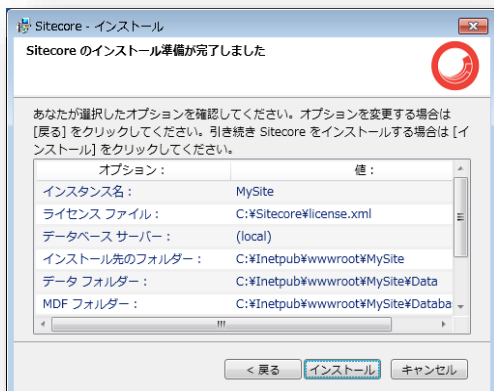 Sitecore - インストール
Sitecore のインストール準備が完了しました
あなたが選択したオプションを確認してください。オプションを変更する場合は
[戻る] をクリックしてください。引き続き Sitecore をインストールする場合は [イ
ンストール] をクリックしてください。
オプション： 値：
インスタンス名： MySite
ライセンス ファイル： C:¥Sitecore¥license.xml
データベース サーバー： (local)
インストール先のフォルダー： C:¥Inetpub¥wwwroot¥MySite
データ フォルダー： C:¥Inetpub¥wwwroot¥MySite¥Data
MDF フォルダー： C:¥Inetpub¥wwwroot¥MySite¥Databa
< 戻る インストール キャンセル